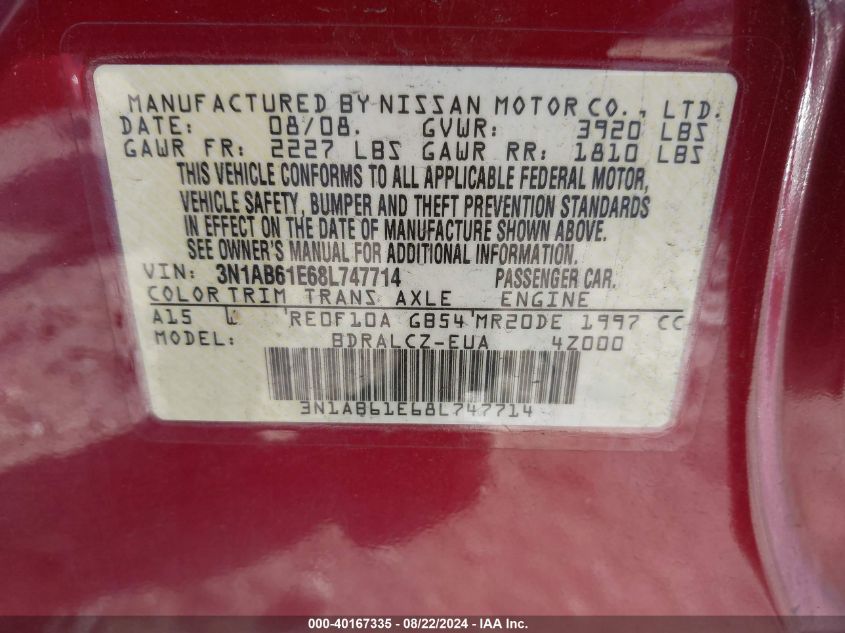 MANUFACTURED BY NISSAN MOTOR CO., LTD.
DATE: 08/08. GVWR: 3920 LBS
GAWR FR: 2227 LBS GAWR RR: 1810 LBS
THIS VEHICLE CONFORMS TO ALL APPLICABLE FEDERAL MOTOR,
VEHICLE SAFETY, BUMPER AND THEFT PREVENTION STANDARDS
IN EFFECT ON THE DATE OF MANUFACTURE SHOWN ABOVE.
SEE OWNER'S MANUAL FOR ADDITIONAL INFORMATION.
VIN: 3N1AB61E68L747714 PASSENGER CAR.
COLOR TRIM TRANS AXLE ENGINE
A15 RE0F10A GB54 MR20DE 1997 CC
MODEL: BDRALCZ-EUA 4Z000
3N1AB61E68L747714
000-40167335 - 08/22/2024 - IAA Inc.